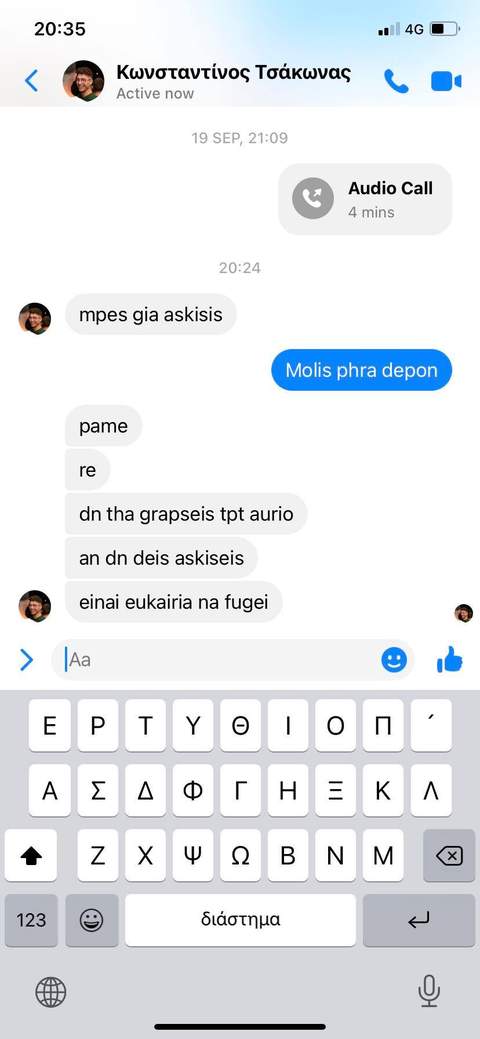 20:35
4G
Κωνσταντίνος Τσάκωνας
Active now
19 SEP, 21:09
Audio Call
4 mins
20:24
mpes gia askisis
Molis phra depon
pame
re
dn tha grapseis tpt aurio
an dn deis askiseis
einai eukairia na fugei
Aa
Ε Ρ Τ Υ Θ Ι Ο Π ΄
Α Σ Δ Φ Γ Η Ξ Κ Λ
Ζ Χ Ψ Ω Β Ν Μ
123 διάστημα